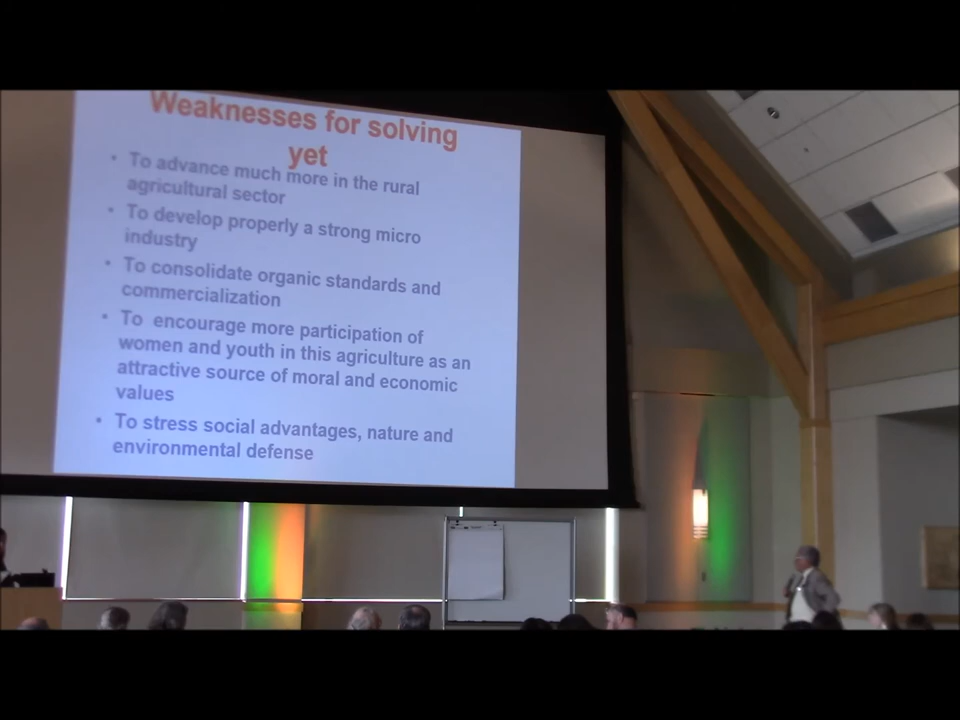 Weaknesses for solving
yet
• To advance much more in the rural
agricultural sector
• To develop properly a strong micro
industry
• To consolidate organic standards and
commercialization
• To encourage more participation of
women and youth in this agriculture as an
attractive source of moral and economic
values
• To stress social advantages, nature and
environmental defense